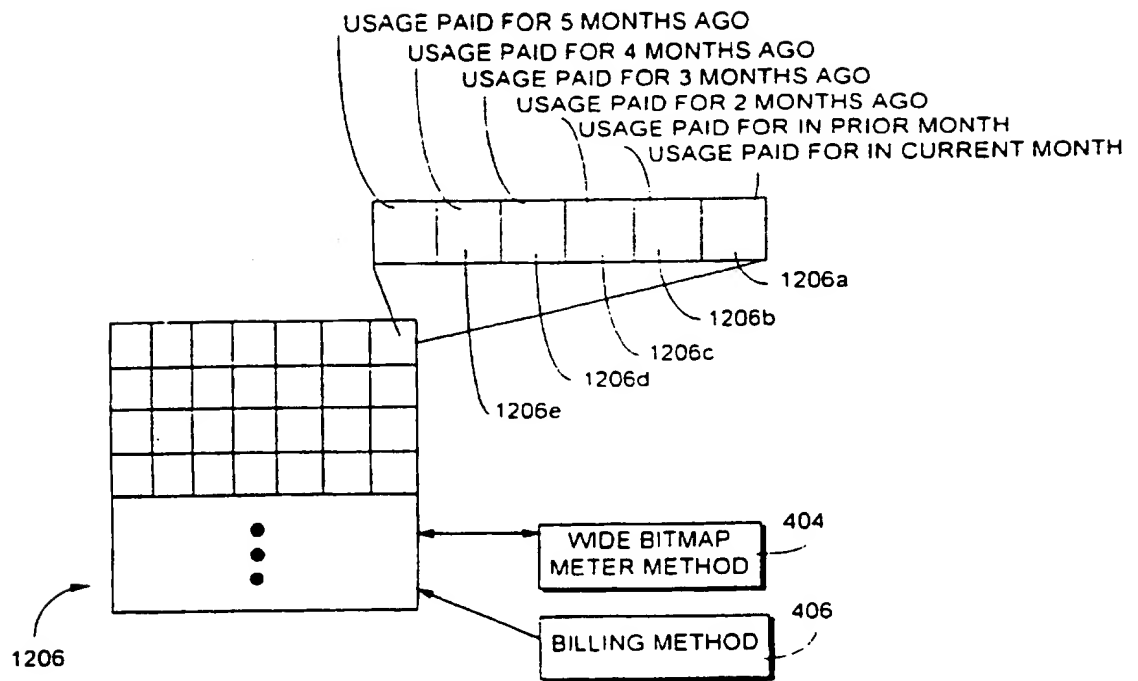 USAGE PAID FOR 5 MONTHS AGO
USAGE PAID FOR 4 MONTHS AGO
USAGE PAID FOR 3 MONTHS AGO
USAGE PAID FOR 2 MONTHS AGO
USAGE PAID FOR IN PRIOR MONTH
USAGE PAID FOR IN CURRENT MONTH
1206a
1206b
1206c
1206d
1206e
404
WIDE BITMAP
METER METHOD
406
BILLING METHOD
1206